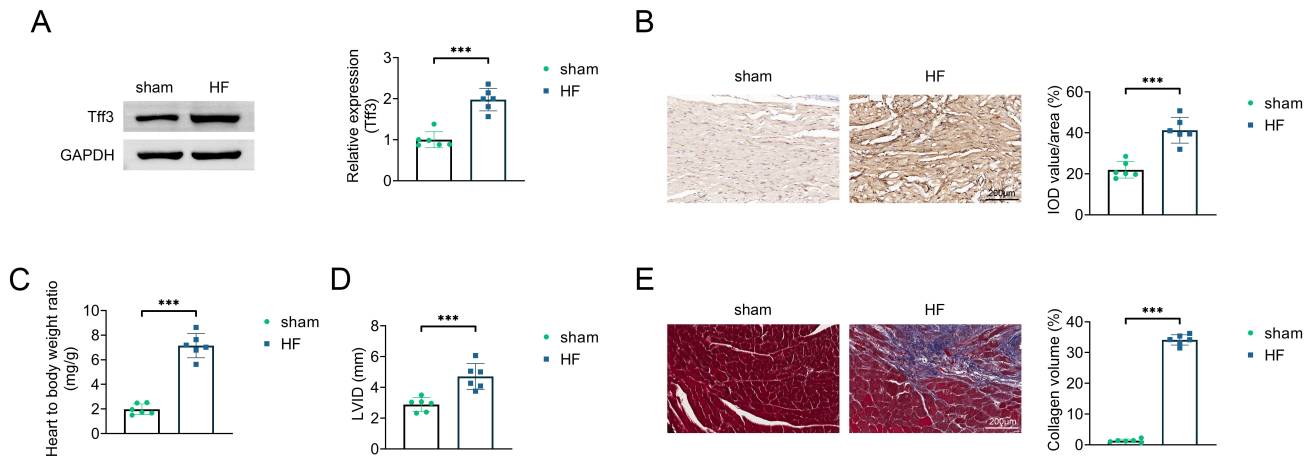 A
sham HF
Tff3
GAPDH
Relative expression
(Tff3)
3
2
1
0
***
sham
HF
B
sham HF
200μm
IOD value/area (%)
60
40
20
0
***
sham
HF
C
Heart to body weight ratio
(mg/g)
10
8
6
4
2
0
***
sham
HF
D
LVID (mm)
8
6
4
2
0
***
sham
HF
E
sham HF
200μm
Collagen volume (%)
40
30
20
10
0
***
sham
HF